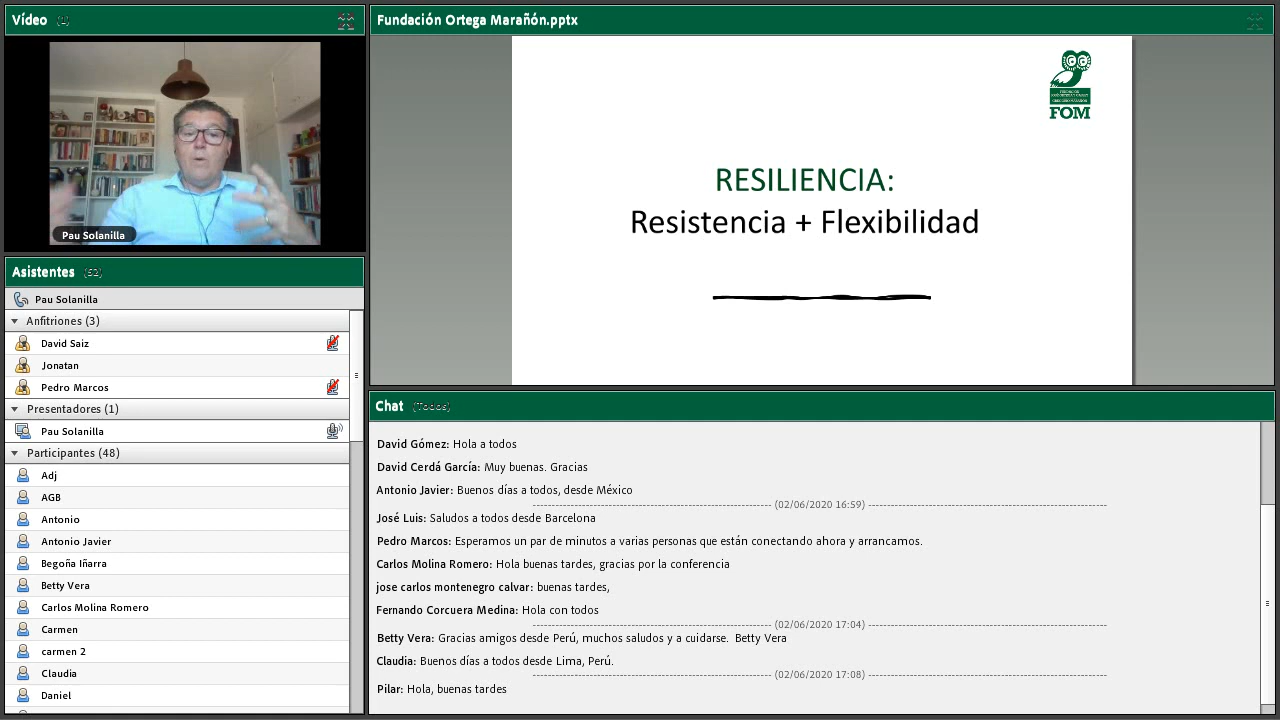 Vídeo (1)
Pau Solanilla
Asistentes (52)
Pau Solanilla
Anfitriones (3)
David Saiz
Jonatan
Pedro Marcos
Presentadores (1)
Pau Solanilla
Participantes (48)
Adj
AGB
Antonio
Antonio Javier
Begoña Iñarra
Betty Vera
Carlos Molina Romero
Carmen
carmen 2
Claudia
Daniel
Fundación Ortega Marañón.pptx
FOM
RESILIENCIA:
Resistencia + Flexibilidad
Chat (Todos)
David Gómez: Hola a todos
David Cerdá García: Muy buenas. Gracias
Antonio Javier: Buenos días a todos, desde México
(02/06/2020 16:59)
José Luis: Saludos a todos desde Barcelona
Pedro Marcos: Esperamos un par de minutos a varias personas que están conectando ahora y arrancamos.
Carlos Molina Romero: Hola buenas tardes, gracias por la conferencia
jose carlos montenegro calvar: buenas tardes,
Fernando Corcuera Medina: Hola con todos
(02/06/2020 17:04)
Betty Vera: Gracias amigos desde Perú, muchos saludos y a cuidarse. Betty Vera
Claudia: Buenos días a todos desde Lima, Perú.
(02/06/2020 17:08)
Pilar: Hola, buenas tardes